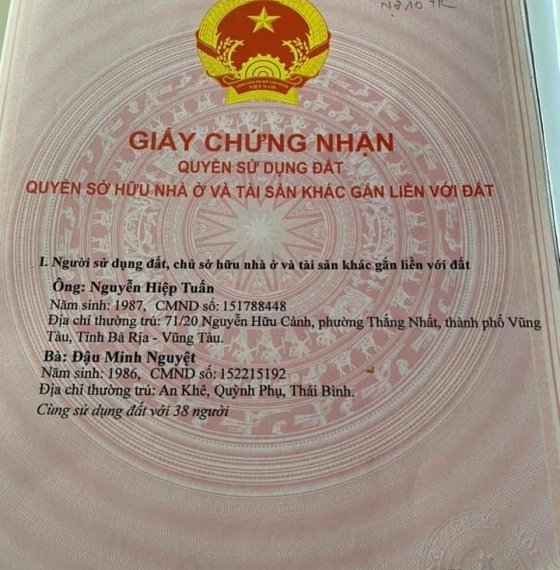 VIỆT NAM
GIẤY CHỨNG NHẬN
QUYỀN SỬ DỤNG ĐẤT
QUYỀN SỞ HỮU NHÀ Ở VÀ TÀI SẢN KHÁC GẮN LIỀN VỚI ĐẤT
I. Người sử dụng đất, chủ sở hữu nhà ở và tài sản khác gắn liền với đất
Ông: Nguyễn Hiệp Tuấn
Năm sinh: 1987, CMND số: 151788448
Địa chỉ thường trú: 71/20 Nguyễn Hữu Cảnh, phường Thắng Nhất, thành phố Vũng
Tàu, Tỉnh Bà Rịa - Vũng Tàu.
Bà: Đậu Minh Nguyệt
Năm sinh: 1986, CMND số: 152215192
Địa chỉ thường trú: An Khê, Quỳnh Phụ, Thái Bình.
Cùng sử dụng đất với 38 người